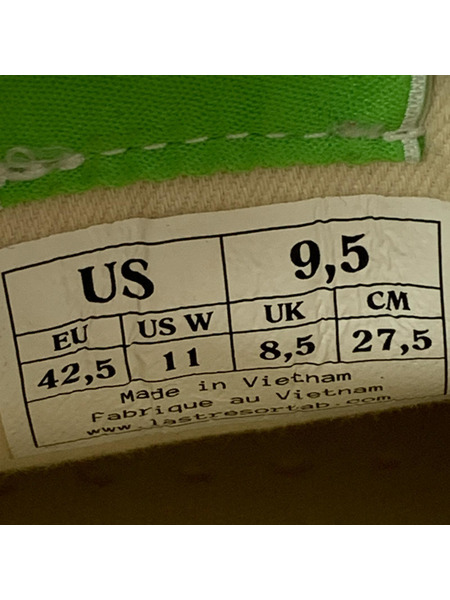 US 9,5
EU US W UK CM
42,5 11 8,5 27,5
Made in Vietnam
Fabrique au Vietnam
www.lastresortab.com